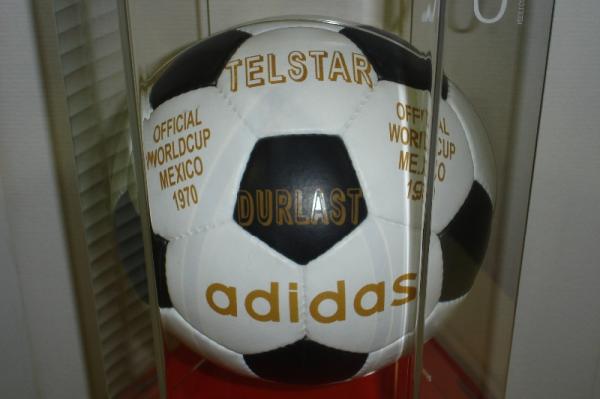 TELSTAR
OFFICIAL
WORLDCUP
MEXICO
1970
OFFICIAL
WORLDCUP
MEXICO
1970
DURLAST
adidas